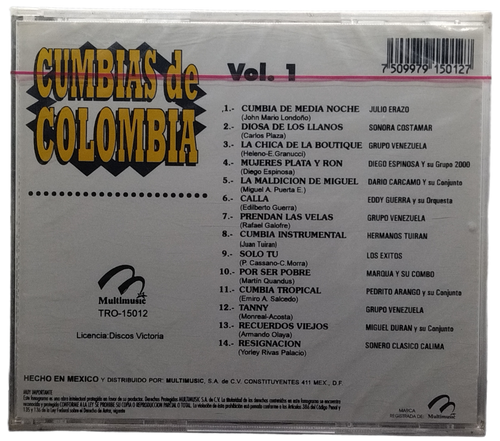 CUMBIAS de COLOMBIA
Vol. 1
7 509979 150127
1.- CUMBIA DE MEDIA NOCHE JULIO ERAZO
(John Mario Londoño)
2.- DIOSA DE LOS LLANOS SONORA COSTAMAR
(Carlos Plaza)
3.- LA CHICA DE LA BOUTIQUE GRUPO VENEZUELA
(Heleno-E.Granucci)
4.- MUJERES PLATA Y RON DIEGO ESPINOSA Y su Grupo 2000
(Diego Espinosa)
5.- LA MALDICION DE MIGUEL DARIO CARCAMO Y su Conjunto
(Miguel A. Puerta E.)
6.- CALLA EDDY GUERRA y su Orquesta
(Edilberto Guerra)
7.- PRENDAN LAS VELAS GRUPO VENEZUELA
(Rafael Gaiofre)
8.- CUMBIA INSTRUMENTAL HERMANOS TUIRAN
(Juan Tuiran)
9.- SOLO TU LOS EXITOS
(P. Cassano-C.Morra)
10.- POR SER POBRE MARQUA Y SU COMBO
(Martin Quandus)
11.- CUMBIA TROPICAL PEDRITO ARANGO y su Conjunto
(Emiro A. Salcedo)
12.- TANNY GRUPO VENEZUELA
(Monreal-Acosta)
13.- RECUERDOS VIEJOS MIGUEL DURAN y su Conjunto
(Armando Olaya)
14.- RESIGNACION SONERO CLASICO CALIMA
(Yorley Rivas Palacio)
Multimusic
TRO-15012
Licencia: Discos Victoria
HECHO EN MEXICO Y DISTRIBUIDO POR: MULTIMUSIC, S.A. de C.V. CONSTITUYENTES 411 MEX., D.F.
MUY IMPORTANTE
MARCA
REGISTRADA DE: Multimusic